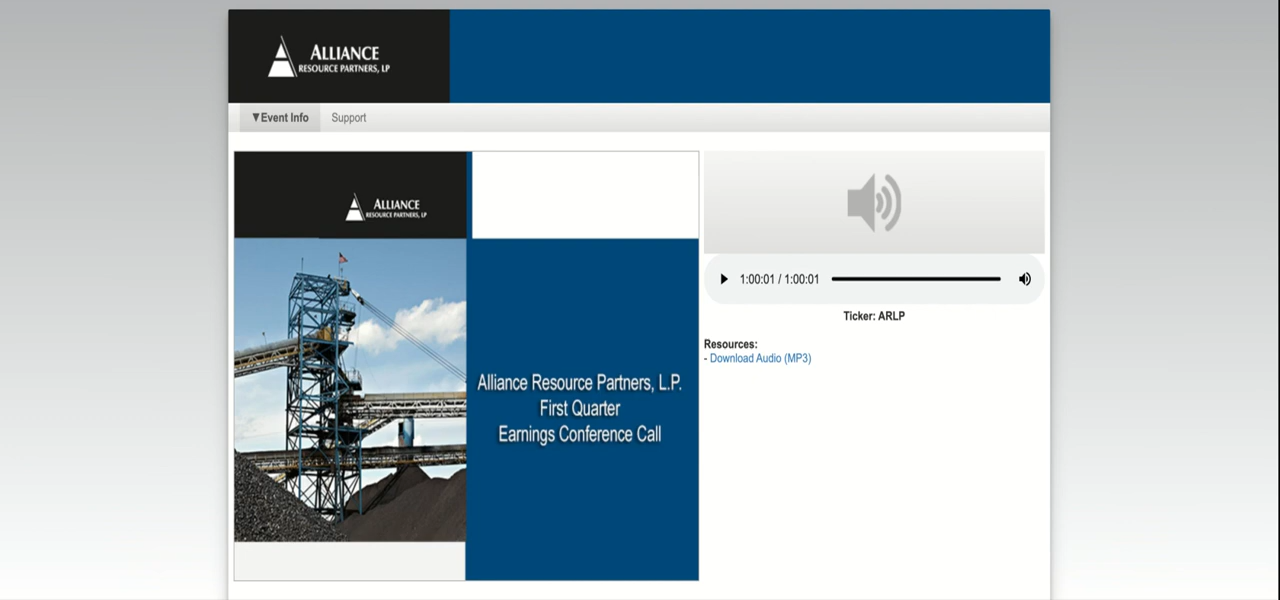 ALLIANCE
RESOURCE PARTNERS, LP
▼Event Info
Support
ALLIANCE
RESOURCE PARTNERS, LP
Alliance Resource Partners, L.P.
First Quarter
Earnings Conference Call
1:00:01 / 1:00:01
Ticker: ARLP
Resources:
- Download Audio (MP3)